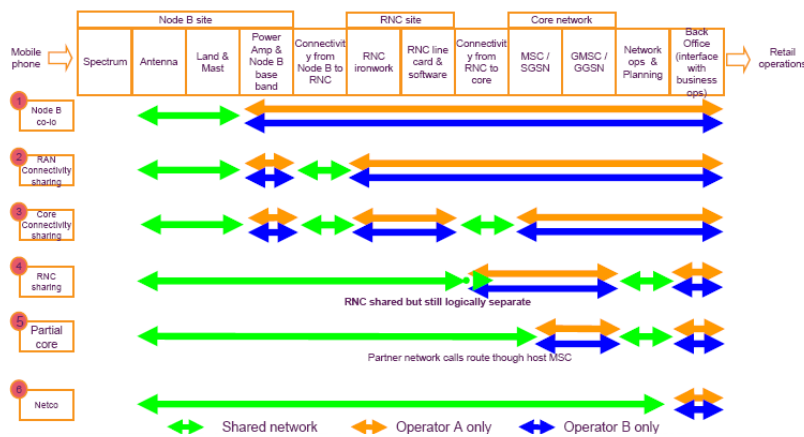 Node B site
RNC site
Core network
Mobile
phone
Spectrum
Antenna
Land &
Mast
Power
Amp &
Node B
base
band
Connectivit
y from
Node B to
RNC
RNC
ironwork
RNC line
card &
software
Connectivit
y from
RNC to
core
MSC /
SGSN
GMSC /
GGSN
Network
ops &
Planning
Back
Office
(interface
with
business
ops)
Retail
operations
1
Node B
co-lo
2
RAN
Connectivity
sharing
3
Core
Connectivity
sharing
4
RNC
sharing
RNC shared but still logically separate
5
Partial
core
Partner network calls route though host MSC
6
Netco
Shared network
Operator A only
Operator B only